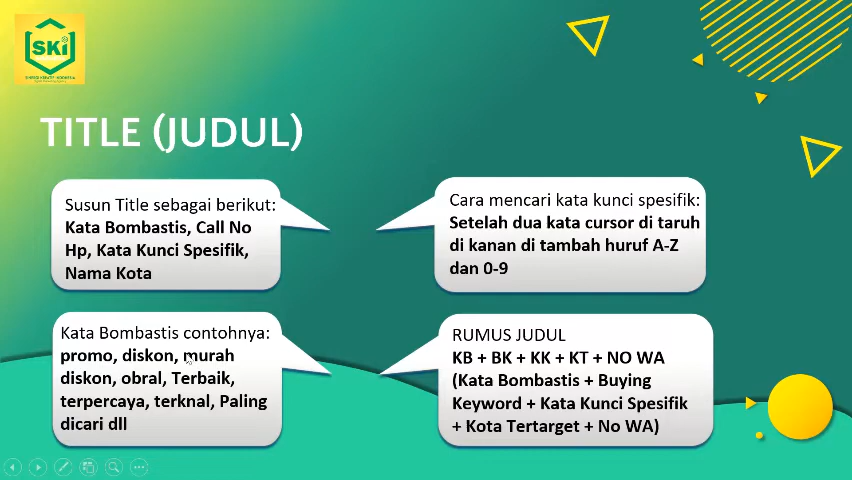 SKi
SINERGI KREATIF INDONESIA
TITLE (JUDUL)
Susun Title sebagai berikut:
Kata Bombastis, Call No
Hp, Kata Kunci Spesifik,
Nama Kota
Cara mencari kata kunci spesifik:
Setelah dua kata cursor di taruh
di kanan di tambah huruf A-Z
dan 0-9
Kata Bombastis contohnya:
promo, diskon, murah
diskon, obral, Terbaik,
terpercaya, terknal, Paling
dicari dll
RUMUS JUDUL
KB + BK + KK + KT + NO WA
(Kata Bombastis + Buying
Keyword + Kata Kunci Spesifik
+ Kota Tertarget + No WA)